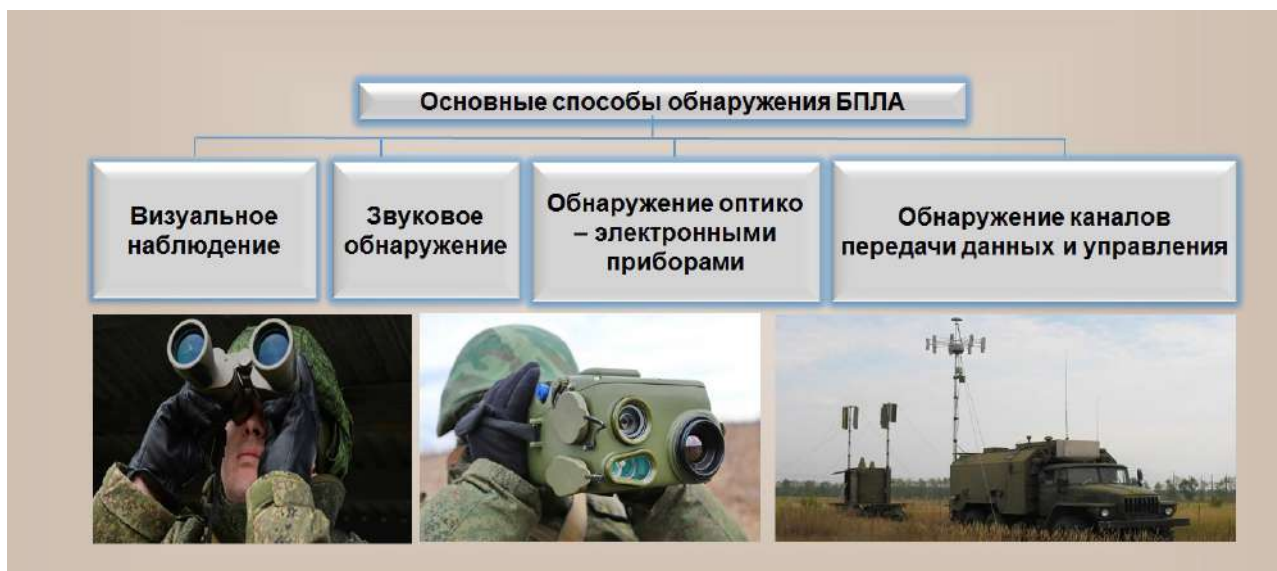 Основные способы обнаружения БПЛА
Визуальное
наблюдение
Звуковое
обнаружение
Обнаружение оптико
– электронными
приборами
Обнаружение каналов
передачи данных и управления